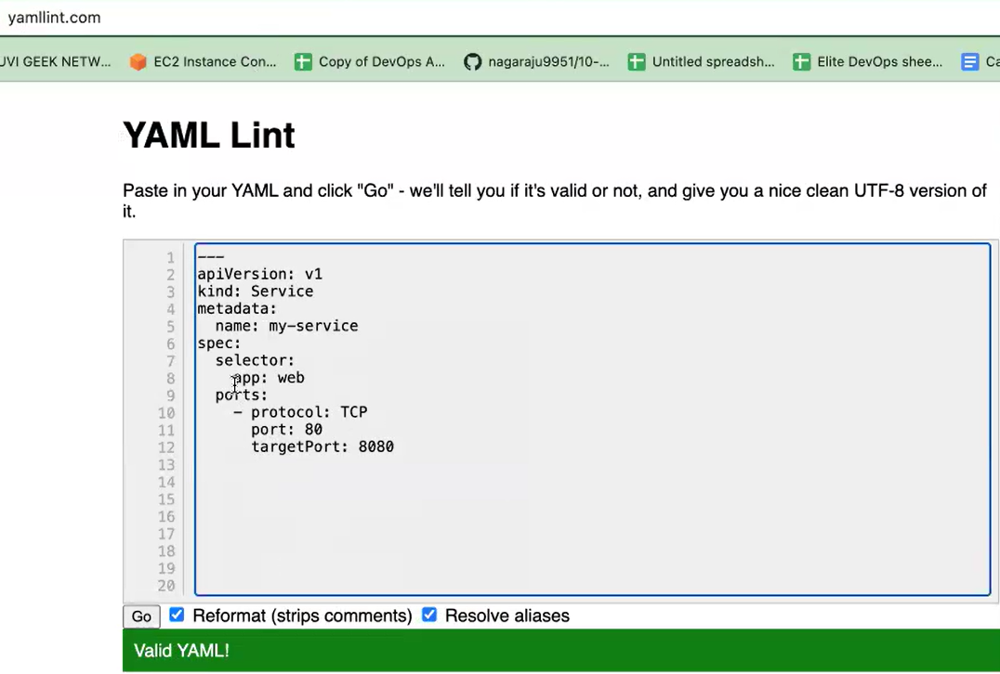 yamllint.com
UVI GEEK NETW... EC2 Instance Con... Copy of DevOps A... nagaraju9951/10-... Untitled spreadsh... Elite DevOps shee... Ca
YAML Lint
Paste in your YAML and click "Go" - we'll tell you if it's valid or not, and give you a nice clean UTF-8 version of
it.
1 ---
2 apiVersion: v1
3 kind: Service
4 metadata:
5   name: my-service
6 spec:
7   selector:
8     app: web
9   ports:
10     - protocol: TCP
11       port: 80
12       targetPort: 8080
13
14
15
16
17
18
19
20
Go Reformat (strips comments) Resolve aliases
Valid YAML!